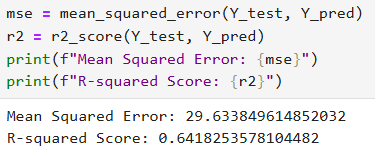 mse = mean_squared_error(Y_test, Y_pred)
r2 = r2_score(Y_test, Y_pred)
print(f"Mean Squared Error: {mse}")
print(f"R-squared Score: {r2}")
Mean Squared Error: 29.633849614852032
R-squared Score: 0.6418253578104482